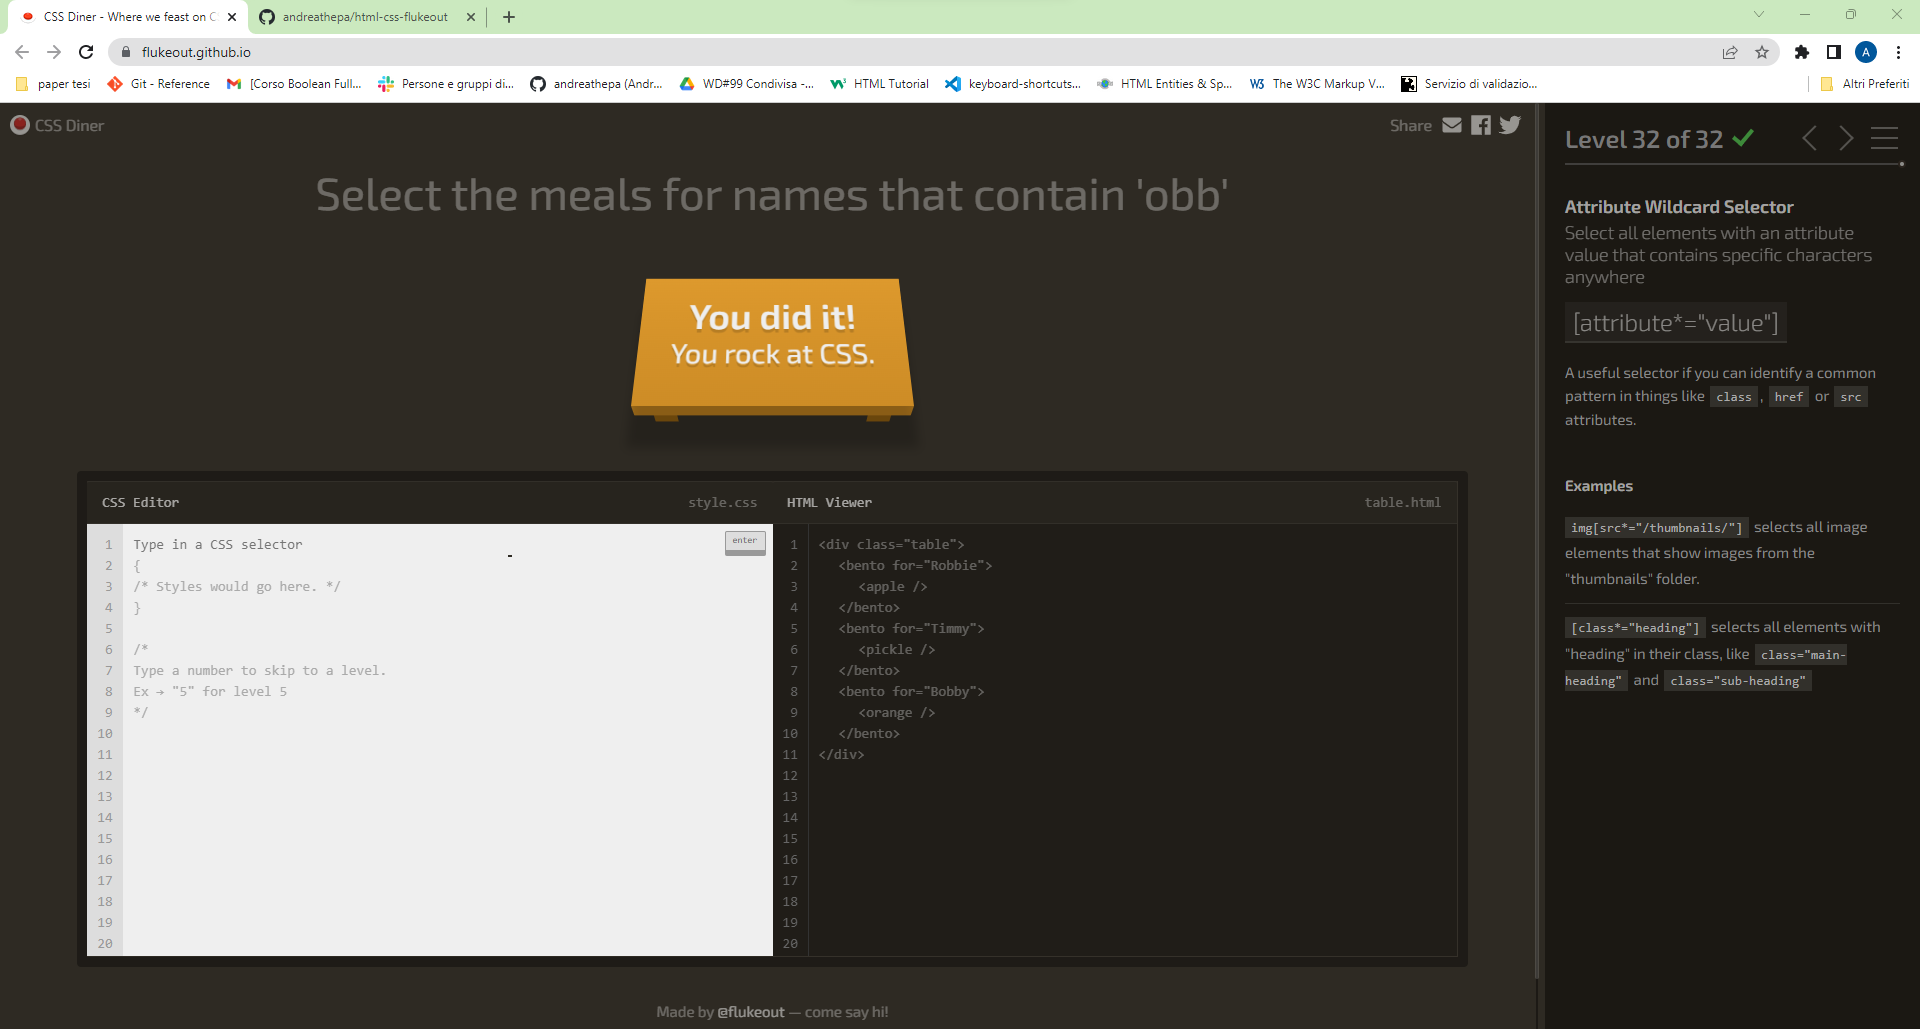 CSS Diner - Where we feast on C
andreathepa/html-css-flukeout
flukeout.github.io
A
paper tesi
Git - Reference
[Corso Boolean Full...
Persone e gruppi di...
andreathepa (Andr...
WD#99 Condivisa -...
HTML Tutorial
keyboard-shortcuts...
HTML Entities & Sp...
The W3C Markup V...
Servizio di validazio...
Altri Preferiti
CSS Diner
Share
Select the meals for names that contain 'obb'
You did it!
You rock at CSS.
CSS Editor
style.css
HTML Viewer
table.html
enter
1 Type in a CSS selector
2 {
3 /* Styles would go here. */
4 }
5
6 /*
7 Type a number to skip to a level.
8 Ex → "5" for level 5
9 */
10
11
12
13
14
15
16
17
18
19
20
1 <div class="table">
2 <bento for="Robbie">
3 <apple />
4 </bento>
5 <bento for="Timmy">
6 <pickle />
7 </bento>
8 <bento for="Bobby">
9 <orange />
10 </bento>
11 </div>
12
13
14
15
16
17
18
19
20
Made by @flukeout — come say hi!
Level 32 of 32
Attribute Wildcard Selector
Select all elements with an attribute
value that contains specific characters
anywhere
[attribute*="value"]
A useful selector if you can identify a common
pattern in things like class , href or src
attributes.
Examples
img[src*="/thumbnails/"] selects all image
elements that show images from the
"thumbnails" folder.
[class*="heading"] selects all elements with
"heading" in their class, like class="main-
heading" and class="sub-heading"